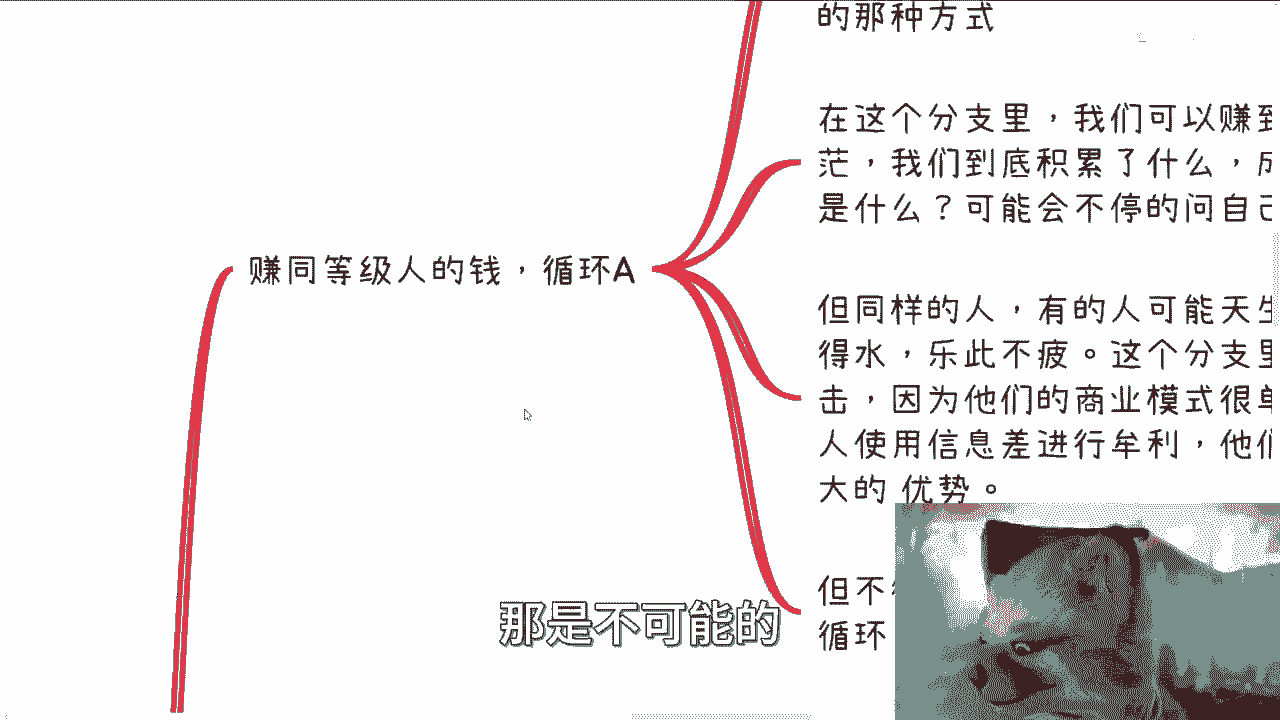 的那种方式
在这个分支里，我们可以赚到
茫，我们到底积累了什么，成
是什么？可能会不停的问自己
赚同等级人的钱，循环A
但同样的人，有的人可能天生
得水，乐此不疲。这个分支里
击，因为他们的商业模式很单
人使用信息差进行牟利，他们
大的 优势。
但不
循环
那是不可能的